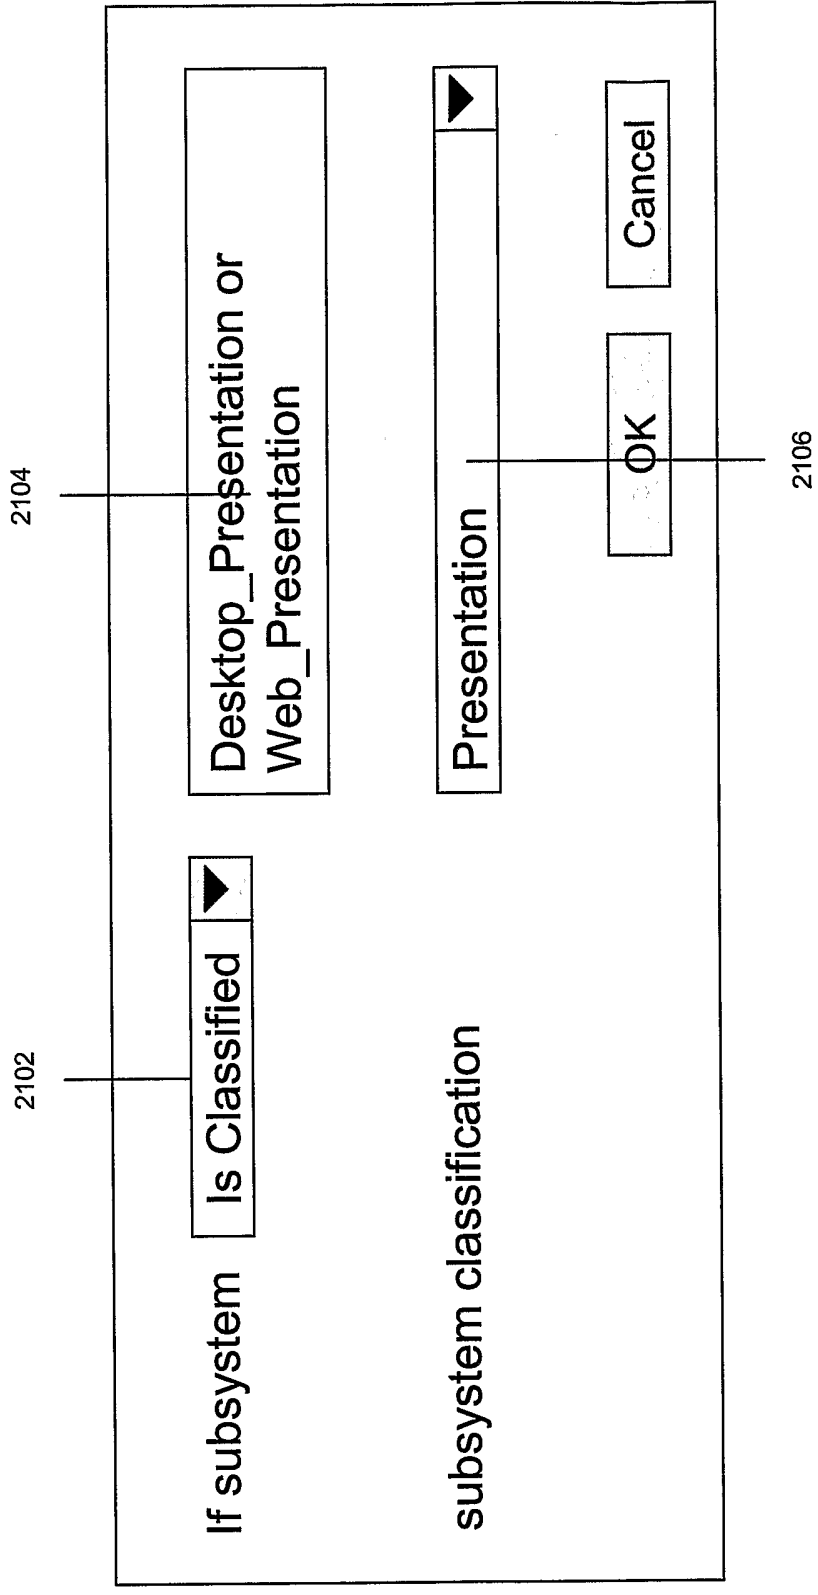 2102
2104
If subsystem
Is Classified
Desktop_Presentation or
Web_Presentation
subsystem classification
Presentation
OK
Cancel
2106